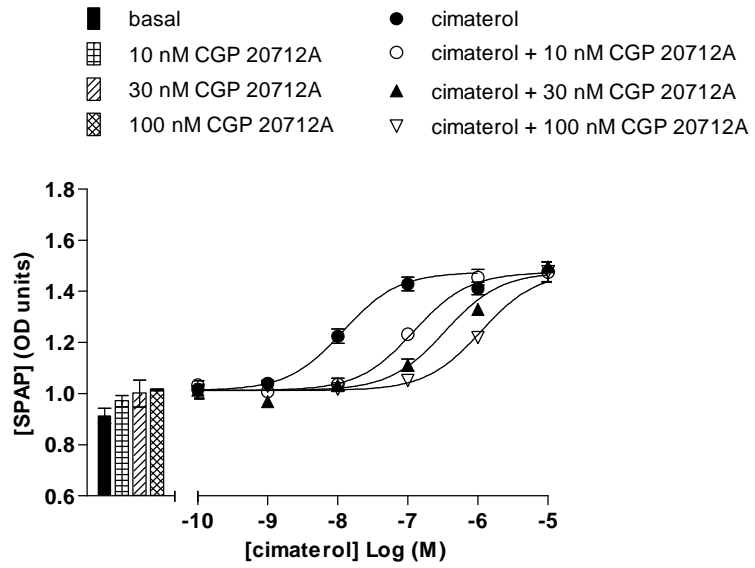 basal
10 nM CGP 20712A
30 nM CGP 20712A
100 nM CGP 20712A
cimaterol
cimaterol + 10 nM CGP 20712A
cimaterol + 30 nM CGP 20712A
cimaterol + 100 nM CGP 20712A
[SPAP] (OD units)
1.8
1.6
1.4
1.2
1.0
0.8
0.6
-10 -9 -8 -7 -6 -5
[cimaterol] Log (M)